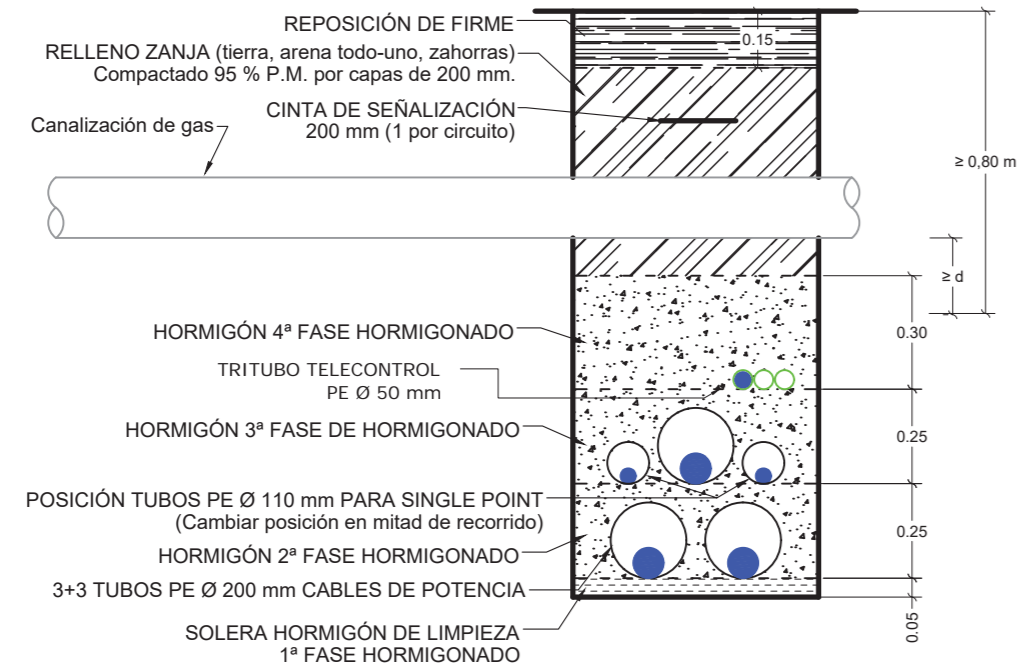 REPOSICIÓN DE FIRME
RELLENO ZANJA (tierra, arena todo-uno, zahorras)
Compactado 95 % P.M. por capas de 200 mm.
CINTA DE SEÑALIZACIÓN
200 mm (1 por circuito)
Canalización de gas
0.15
≥ 0,80 m
≥ d
HORMIGÓN 4ª FASE HORMIGONADO
0.30
TRITUBO TELECONTROL
PE Ø 50 mm
HORMIGÓN 3ª FASE DE HORMIGONADO
0.25
POSICIÓN TUBOS PE Ø 110 mm PARA SINGLE POINT
(Cambiar posición en mitad de recorrido)
HORMIGÓN 2ª FASE HORMIGONADO
0.25
3+3 TUBOS PE Ø 200 mm CABLES DE POTENCIA
SOLERA HORMIGÓN DE LIMPIEZA
1ª FASE HORMIGONADO
0.05